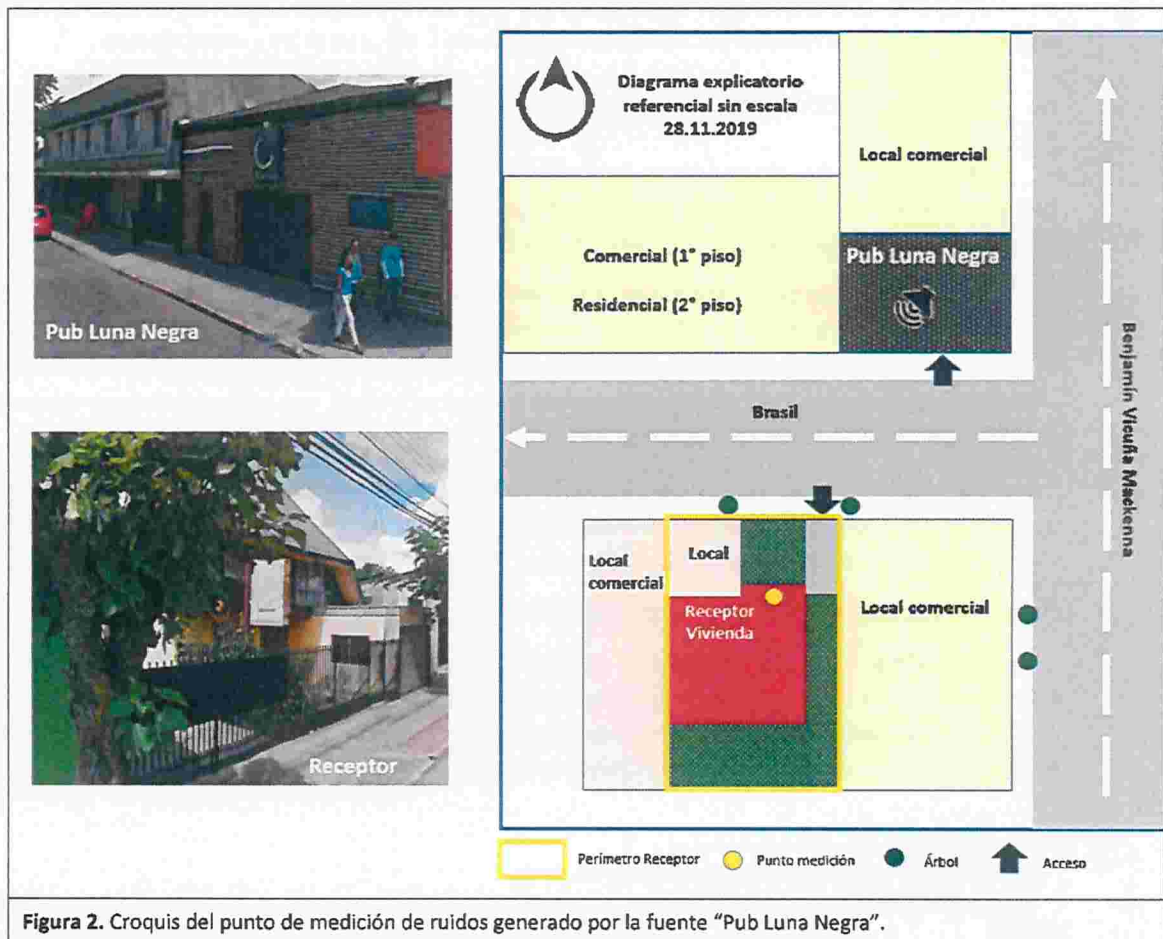 Pub Luna Negra
Receptor
Diagrama explicatorio
referencial sin escala
28.11.2019
Local comercial
Comercial (1° piso)
Residencial (2° piso)
Pub Luna Negra
Brasil
Benjamín Vicuña Mackenna
Local
comercial
Local
Receptor
Vivienda
Local comercial
Perímetro Receptor
Punto medición
Árbol
Acceso
Figura 2. Croquis del punto de medición de ruidos generado por la fuente “Pub Luna Negra”.